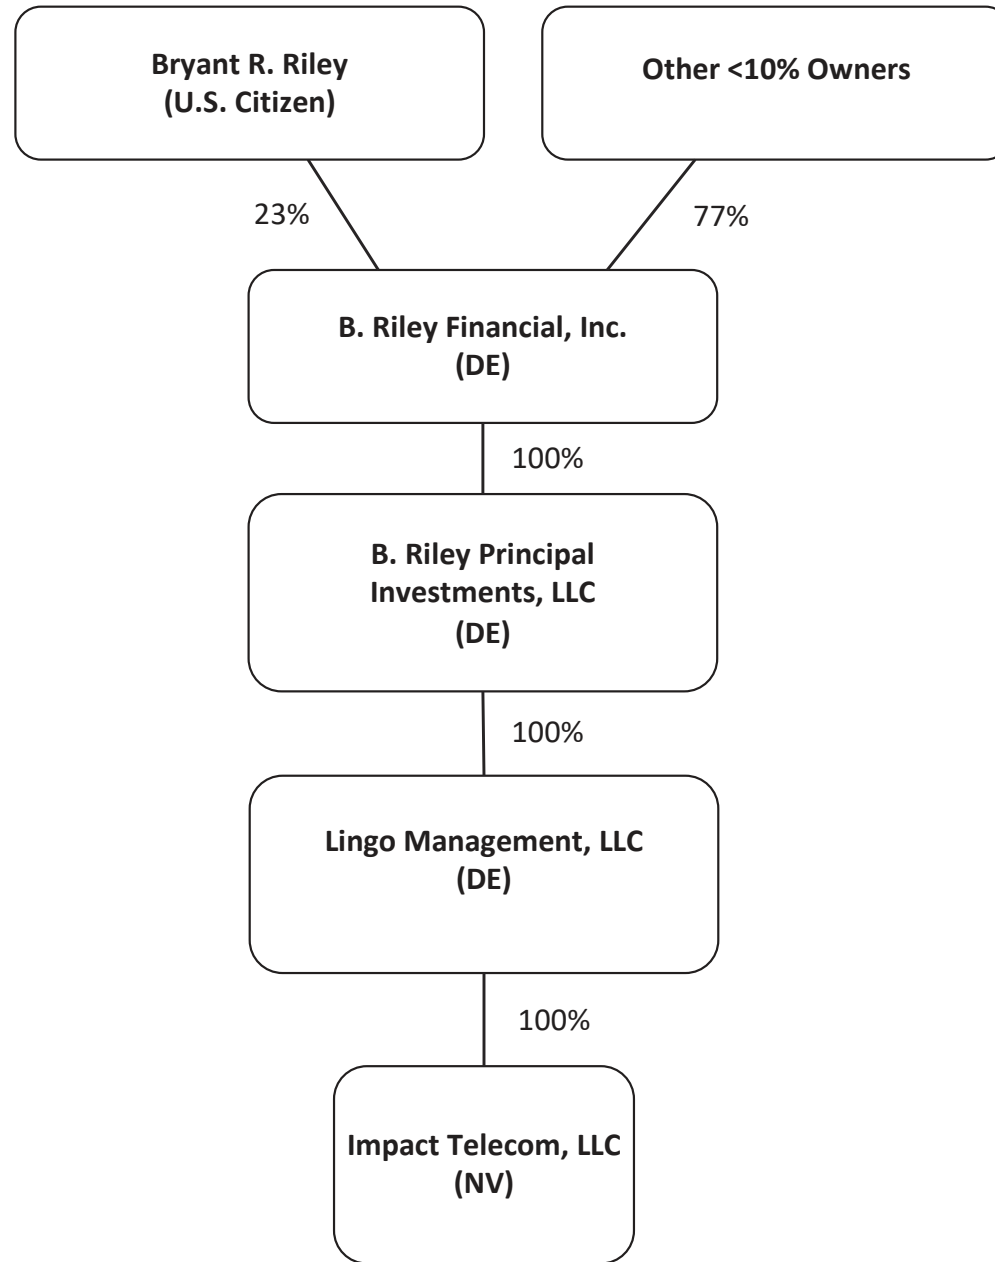 Bryant R. Riley
(U.S. Citizen)
Other <10% Owners
23%
77%
B. Riley Financial, Inc.
(DE)
100%
B. Riley Principal
Investments, LLC
(DE)
100%
Lingo Management, LLC
(DE)
100%
Impact Telecom, LLC
(NV)